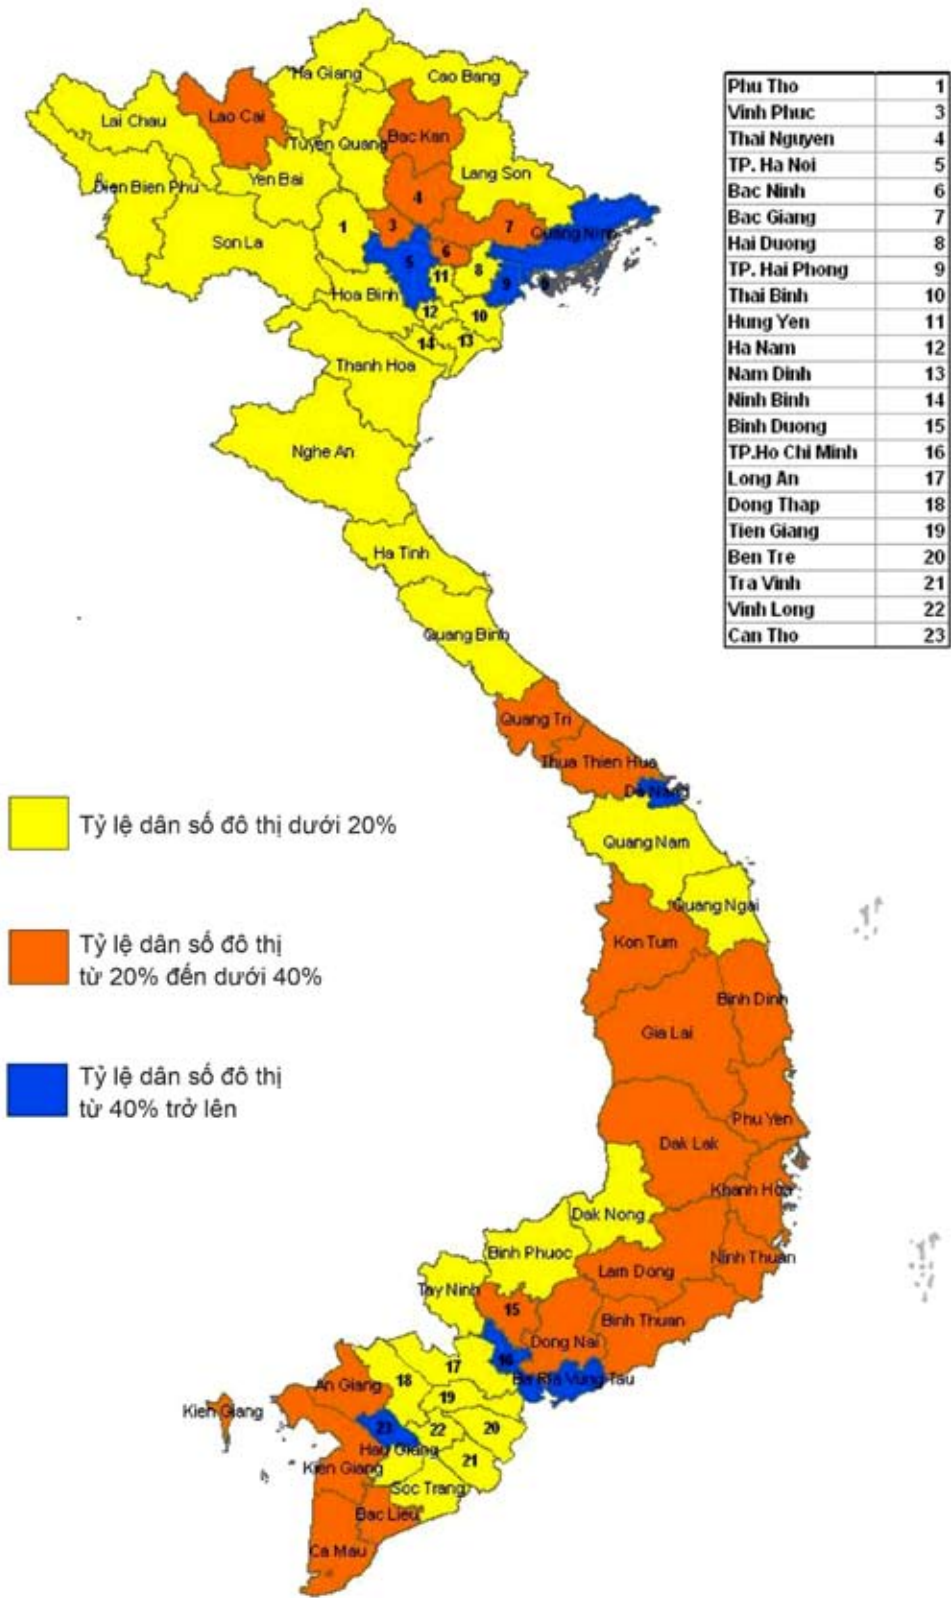 Ha Giang
Cao Bang
Lai Chau
Lao Cai
Bac Kan
Tuyen Quang
Lang Son
Dien Bien Phu
Yen Bai
4
1
3
7
Quang Ninh
Son La
6
5
8
11
9
9
Hoa Binh
12
10
14
13
Thanh Hoa
Nghe An
Ha Tinh
Quang Binh
Quang Tri
Thua Thien Hue
Da Nang
Quang Nam
Quang Ngai
Kon Tum
Binh Dinh
Gia Lai
Phu Yen
Dak Lak
Khanh Hoa
Dak Nong
Binh Phuoc
Ninh Thuan
Lam Dong
Tay Ninh
15
Binh Thuan
Dong Nai
16
17
Ba Ria Vung Tau
An Giang
18
19
Kien Giang
23
22
20
Hau Giang
21
Kien Giang
Soc Trang
Bac Lieu
Ca Mau
Phu Tho 1
Vinh Phuc 3
Thai Nguyen 4
TP. Ha Noi 5
Bac Ninh 6
Bac Giang 7
Hai Duong 8
TP. Hai Phong 9
Thai Binh 10
Hung Yen 11
Ha Nam 12
Nam Dinh 13
Ninh Binh 14
Binh Duong 15
TP.Ho Chi Minh 16
Long An 17
Dong Thap 18
Tien Giang 19
Ben Tre 20
Tra Vinh 21
Vinh Long 22
Can Tho 23
Tỷ lệ dân số đô thị dưới 20%
Tỷ lệ dân số đô thị
từ 20% đến dưới 40%
Tỷ lệ dân số đô thị
từ 40% trở lên